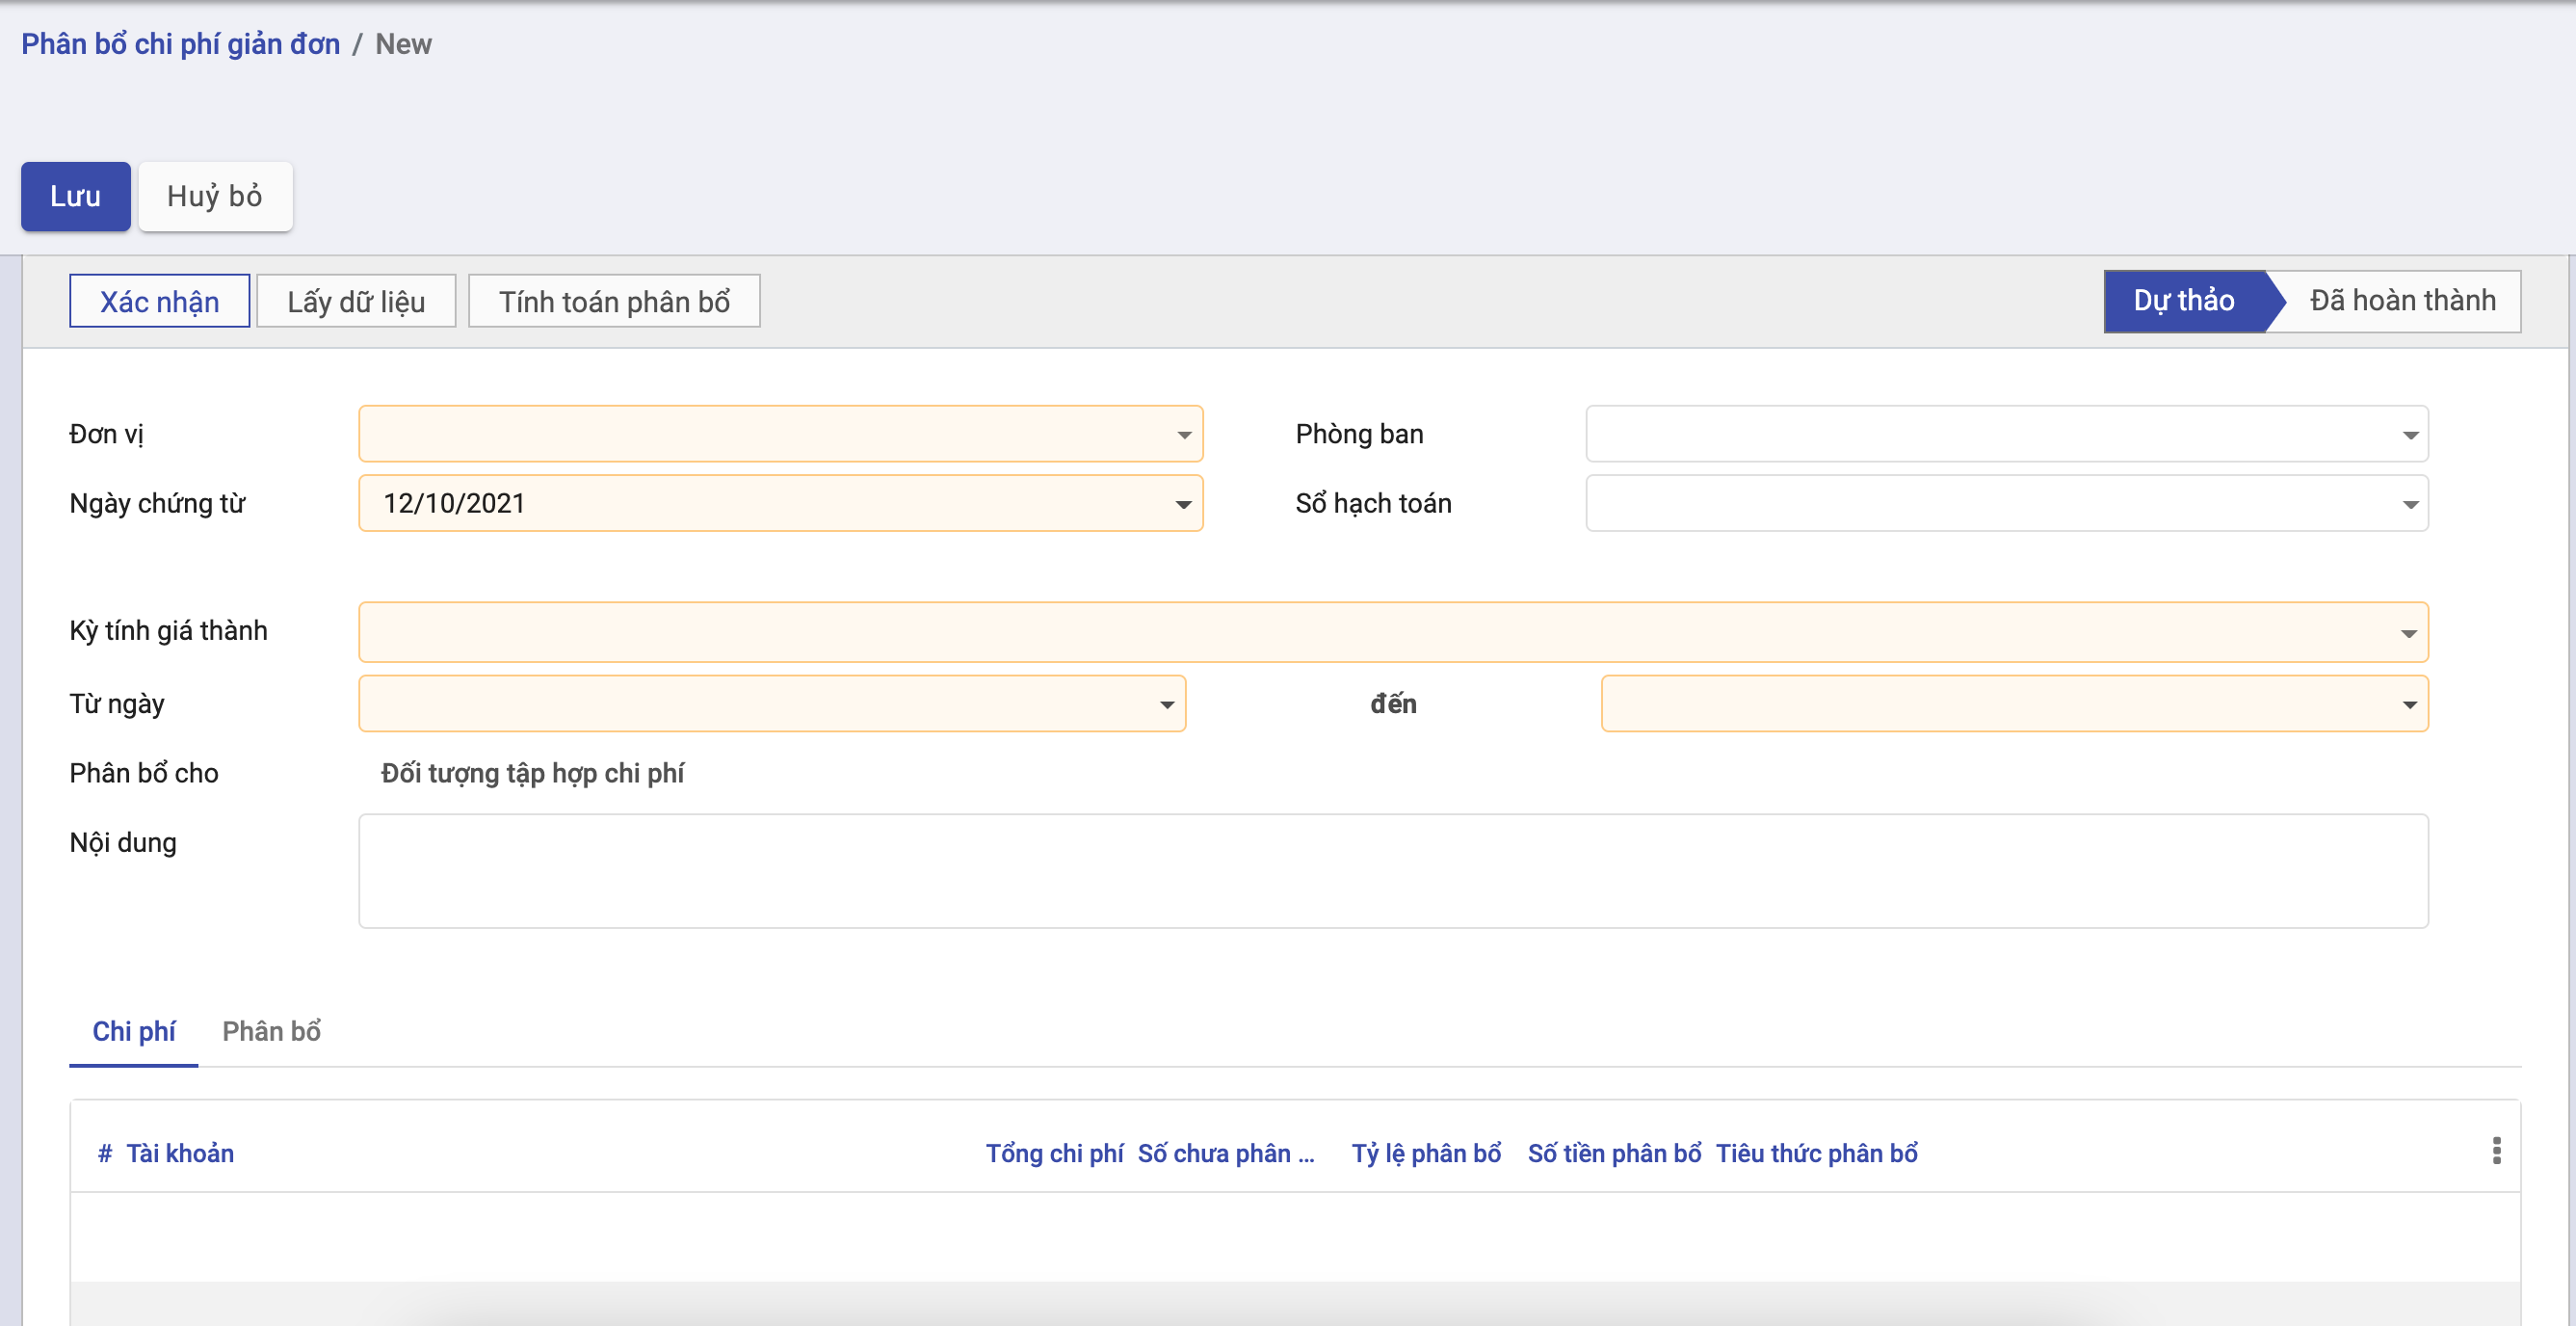 Phân bổ chi phí giản đơn / New
Lưu Huỷ bỏ
Xác nhận Lấy dữ liệu Tính toán phân bổ Dự thảo Đã hoàn thành
Đơn vị Phòng ban
Ngày chứng từ 12/10/2021 Sổ hạch toán
Kỳ tính giá thành
Từ ngày đến
Phân bổ cho Đối tượng tập hợp chi phí
Nội dung
Chi phí Phân bổ
# Tài khoản Tổng chi phí Số chưa phân ... Tỷ lệ phân bổ Số tiền phân bổ Tiêu thức phân bổ